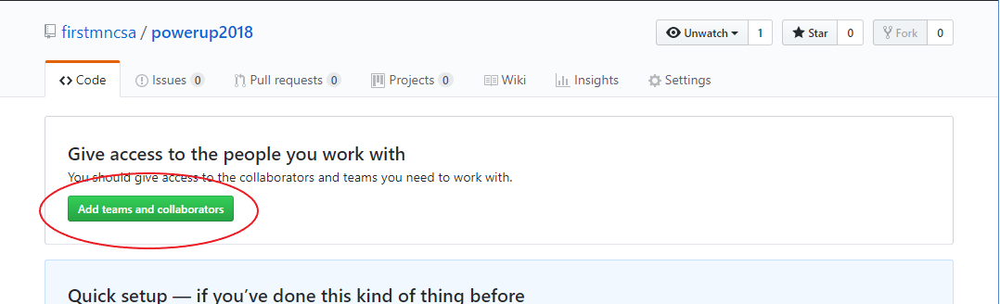 firstmncsa / powerup2018
Unwatch 1 Star 0 Fork 0
Code Issues 0 Pull requests 0 Projects 0 Wiki Insights Settings
Give access to the people you work with
You should give access to the collaborators and teams you need to work with.
Add teams and collaborators
Quick setup — if you’ve done this kind of thing before